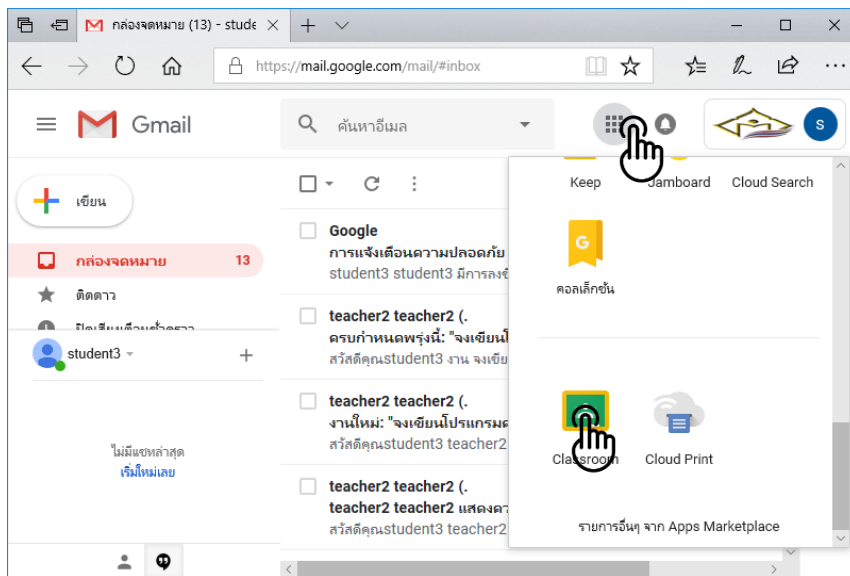 กล่องจดหมาย (13) - stude
https://mail.google.com/mail/#inbox
Gmail
ค้นหาอีเมล
S
เขียน
กล่องจดหมาย 13
ติดดาว
student3
ไม่มีแชทล่าสุด
เริ่มใหม่เลย
Google
การแจ้งเตือนความปลอดภัย
student3 student3 มีการลงชื่
teacher2 teacher2 (.
ครบกำหนดพรุ่งนี้: "จงเขียน
สวัสดีคุณstudent3 งาน จงเขีย
teacher2 teacher2 (.
งานใหม่: "จงเขียนโปรแกรม
สวัสดีคุณstudent3 teacher2
teacher2 teacher2 (.
teacher2 teacher2 แสดงคว
สวัสดีคุณstudent3 teacher2
Keep Jamboard Cloud Search
G
คอลเล็กชัน
Classroom Cloud Print
รายการอื่นๆ จาก Apps Marketplace